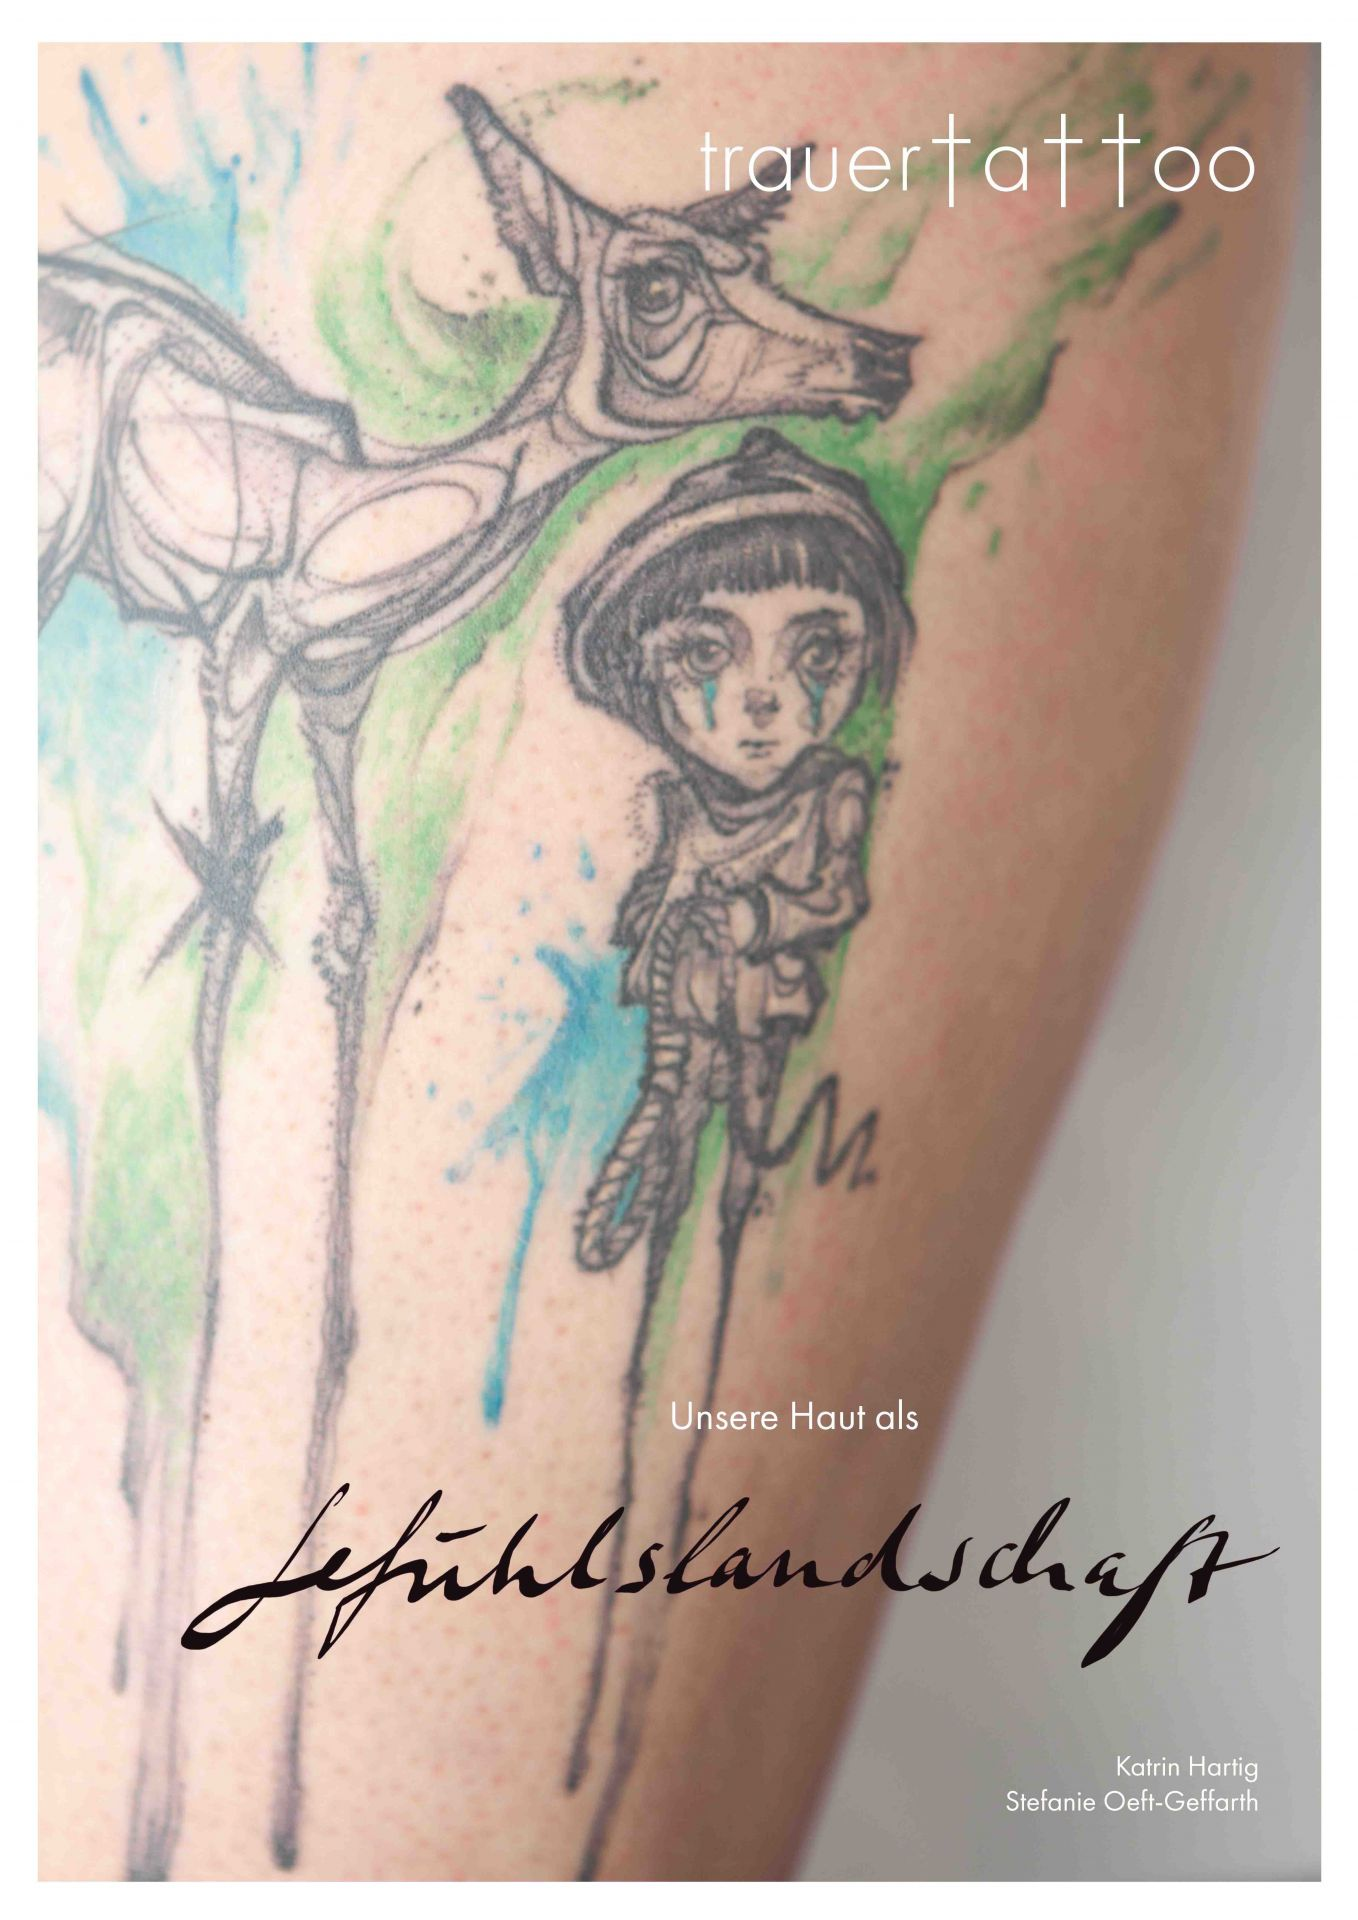 trauertattoo
Unsere Haut als
Gefühlslandschaft
Katrin Hartig
Stefanie Oeft-Geffarth